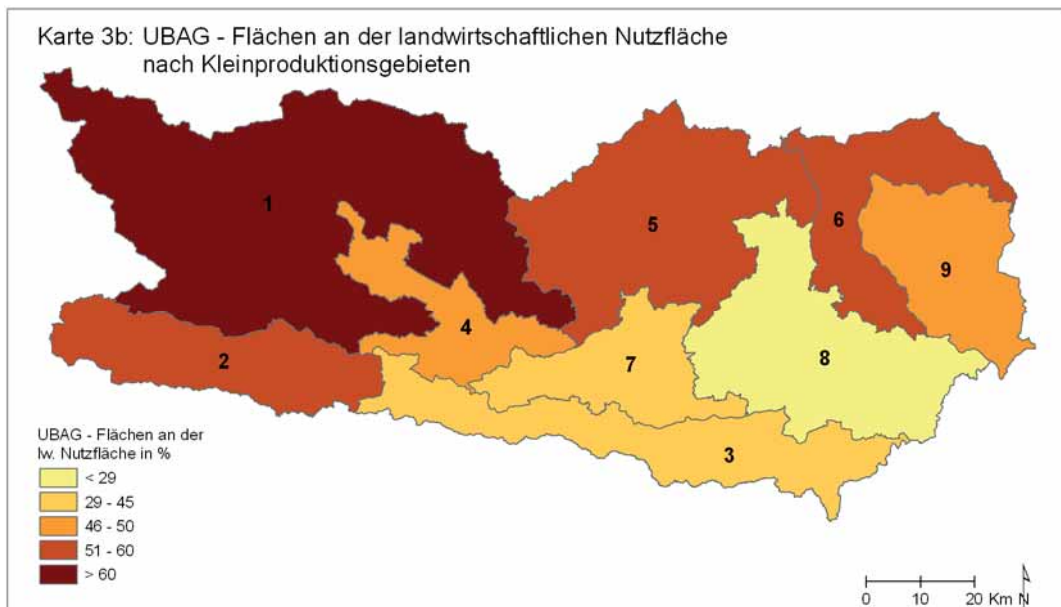 Karte 3b: UBAG - Flächen an der landwirtschaftlichen Nutzfläche
nach Kleinproduktionsgebieten
1
5
6
9
4
2
7
8
3
UBAG - Flächen an der
lw. Nutzfläche in %
< 29
29 - 45
46 - 50
51 - 60
> 60
0 10 20 Km N